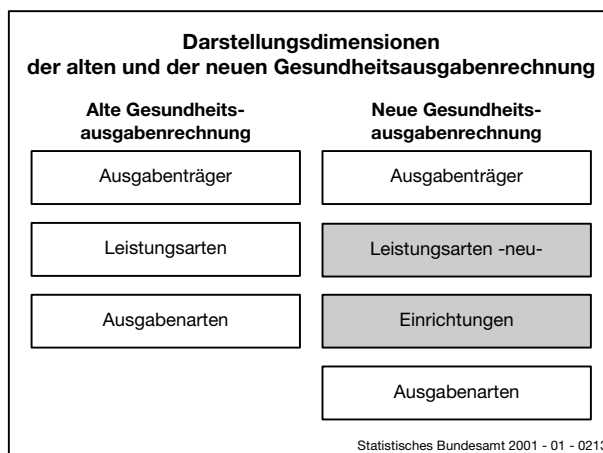 Darstellungsdimensionen
der alten und der neuen Gesundheitsausgabenrechnung
Alte Gesundheits-
ausgabenrechnung
Ausgabenträger
Leistungsarten
Ausgabenarten
Neue Gesundheits-
ausgabenrechnung
Ausgabenträger
Leistungsarten -neu-
Einrichtungen
Ausgabenarten
Statistisches Bundesamt 2001 - 01 - 0213